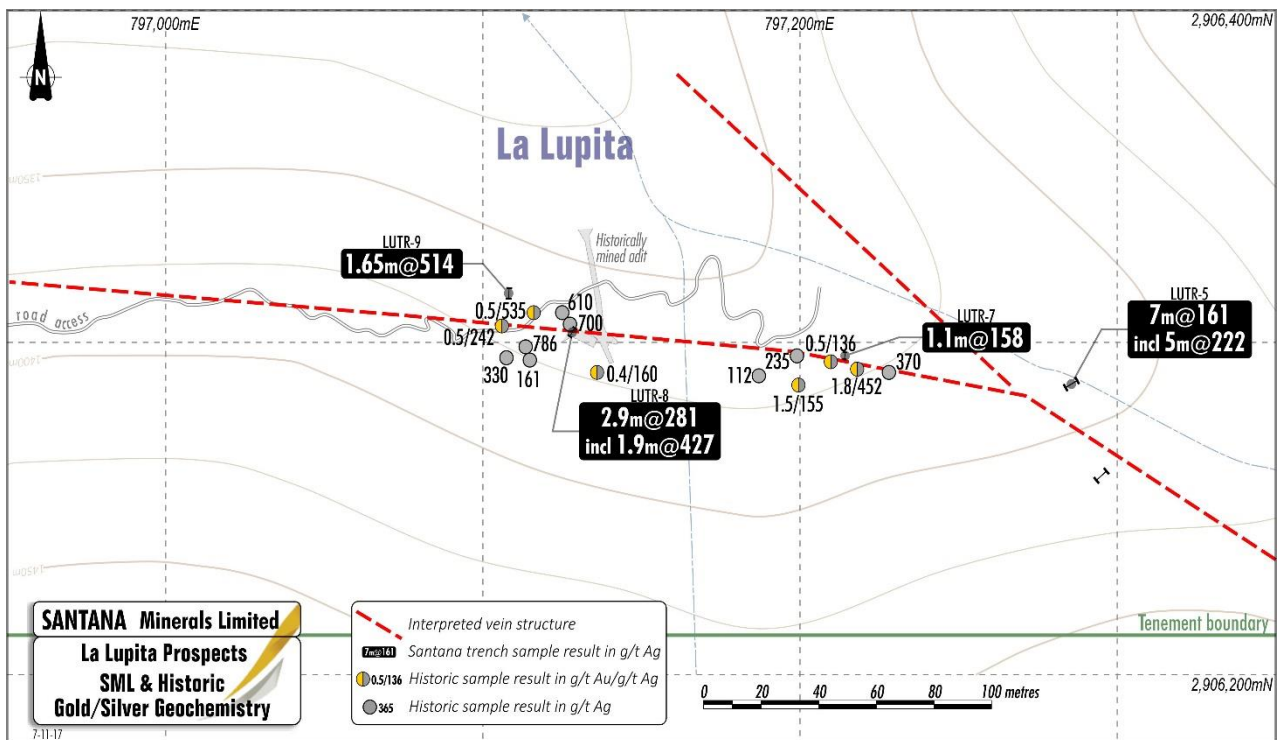 797,000mE
797,200mE
2,906,400mN
N
La Lupita
1350m
Historically
mined adit
LUTR-9
1.65m@514
0.5/535
610
road access
0.5/242
700
786
330
161
0.4/160
LUTR-8
2.9m@281
incl 1.9m@427
LUTR-7
1.1m@158
0.5/136
235
370
112
1.8/452
1.5/155
LUTR-5
7m@161
incl 5m@222
1400m
1450m
Tenement boundary
SANTANA Minerals Limited
La Lupita Prospects
SML & Historic
Gold/Silver Geochemistry
7-11-17
Interpreted vein structure
7m@161 Santana trench sample result in g/t Ag
0.5/136 Historic sample result in g/t Au/g/t Ag
365 Historic sample result in g/t Ag
0 20 40 60 80 100 metres
2,906,200mN